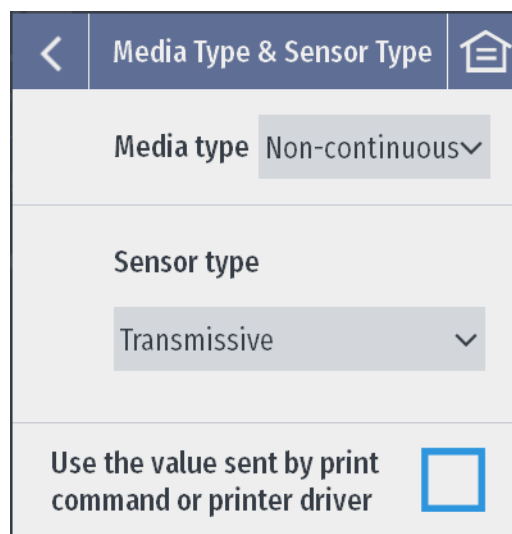 Media Type & Sensor Type
Media type Non-continuous
Sensor type
Transmissive
Use the value sent by print
command or printer driver